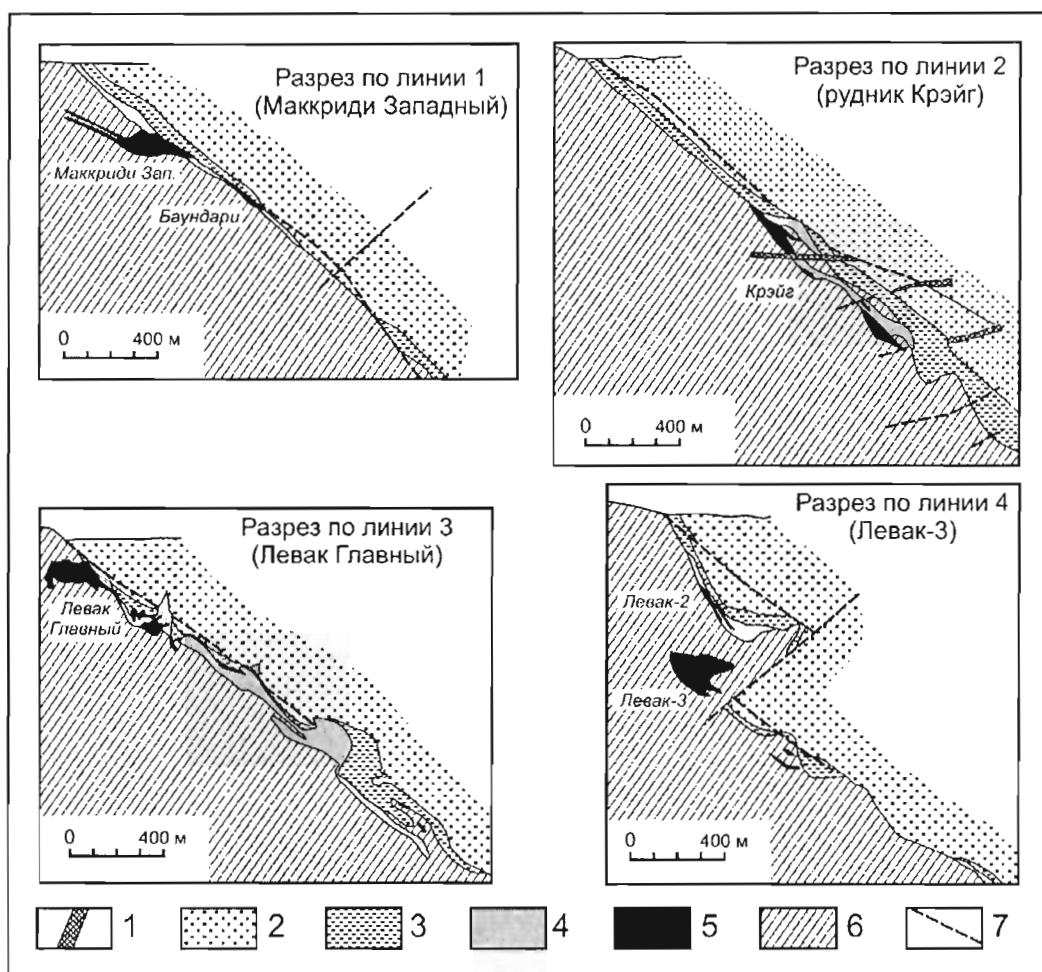 Разрез по линии 1
(Маккриди Западный)
Маккриди Зап.
Баундари
0 400 м
Разрез по линии 2
(рудник Крэйг)
Крэйг
0 400 м
Разрез по линии 3
(Левак Главный)
Левак
Главный
0 400 м
Разрез по линии 4
(Левак-3)
Левак-2
Левак-3
0 400 м
1 2 3 4 5 6 7